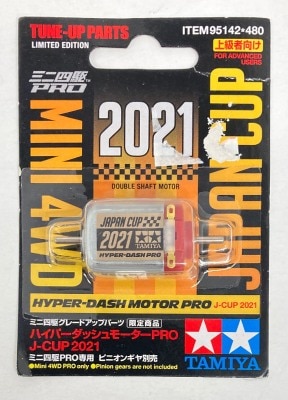 TUNE-UP PARTS
LIMITED EDITION
ITEM 95142•480
上級者向け
FOR ADVANCED USERS
ミニ四駆
PRO
MINI 4WD
2021
JAPAN CUP
DOUBLE SHAFT MOTOR
JAPAN CUP
2021 TAMIYA
HYPER-DASH PRO
HYPER-DASH MOTOR PRO J-CUP 2021
ミニ四駆グレードアップパーツ 限定商品
ハイパーダッシュモーターPRO
J-CUP 2021
ミニ四駆PRO専用 ピニオンギヤ別売
●Mini 4WD PRO only ●Pinion gears are not included
TAMIYA